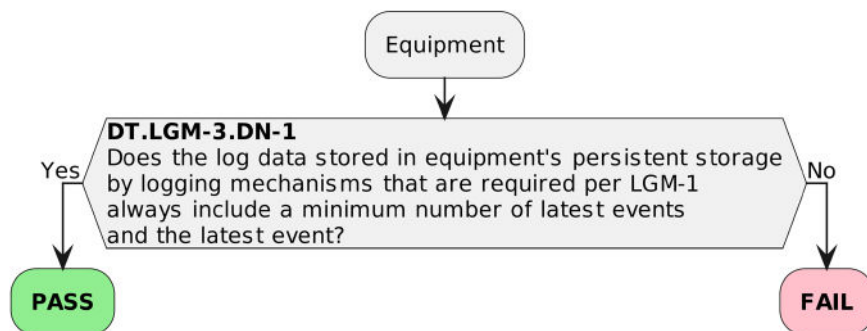 Equipment
DT.LGM-3.DN-1
Does the log data stored in equipment's persistent storage
by logging mechanisms that are required per LGM-1
always include a minimum number of latest events
and the latest event?
Yes
No
PASS
FAIL